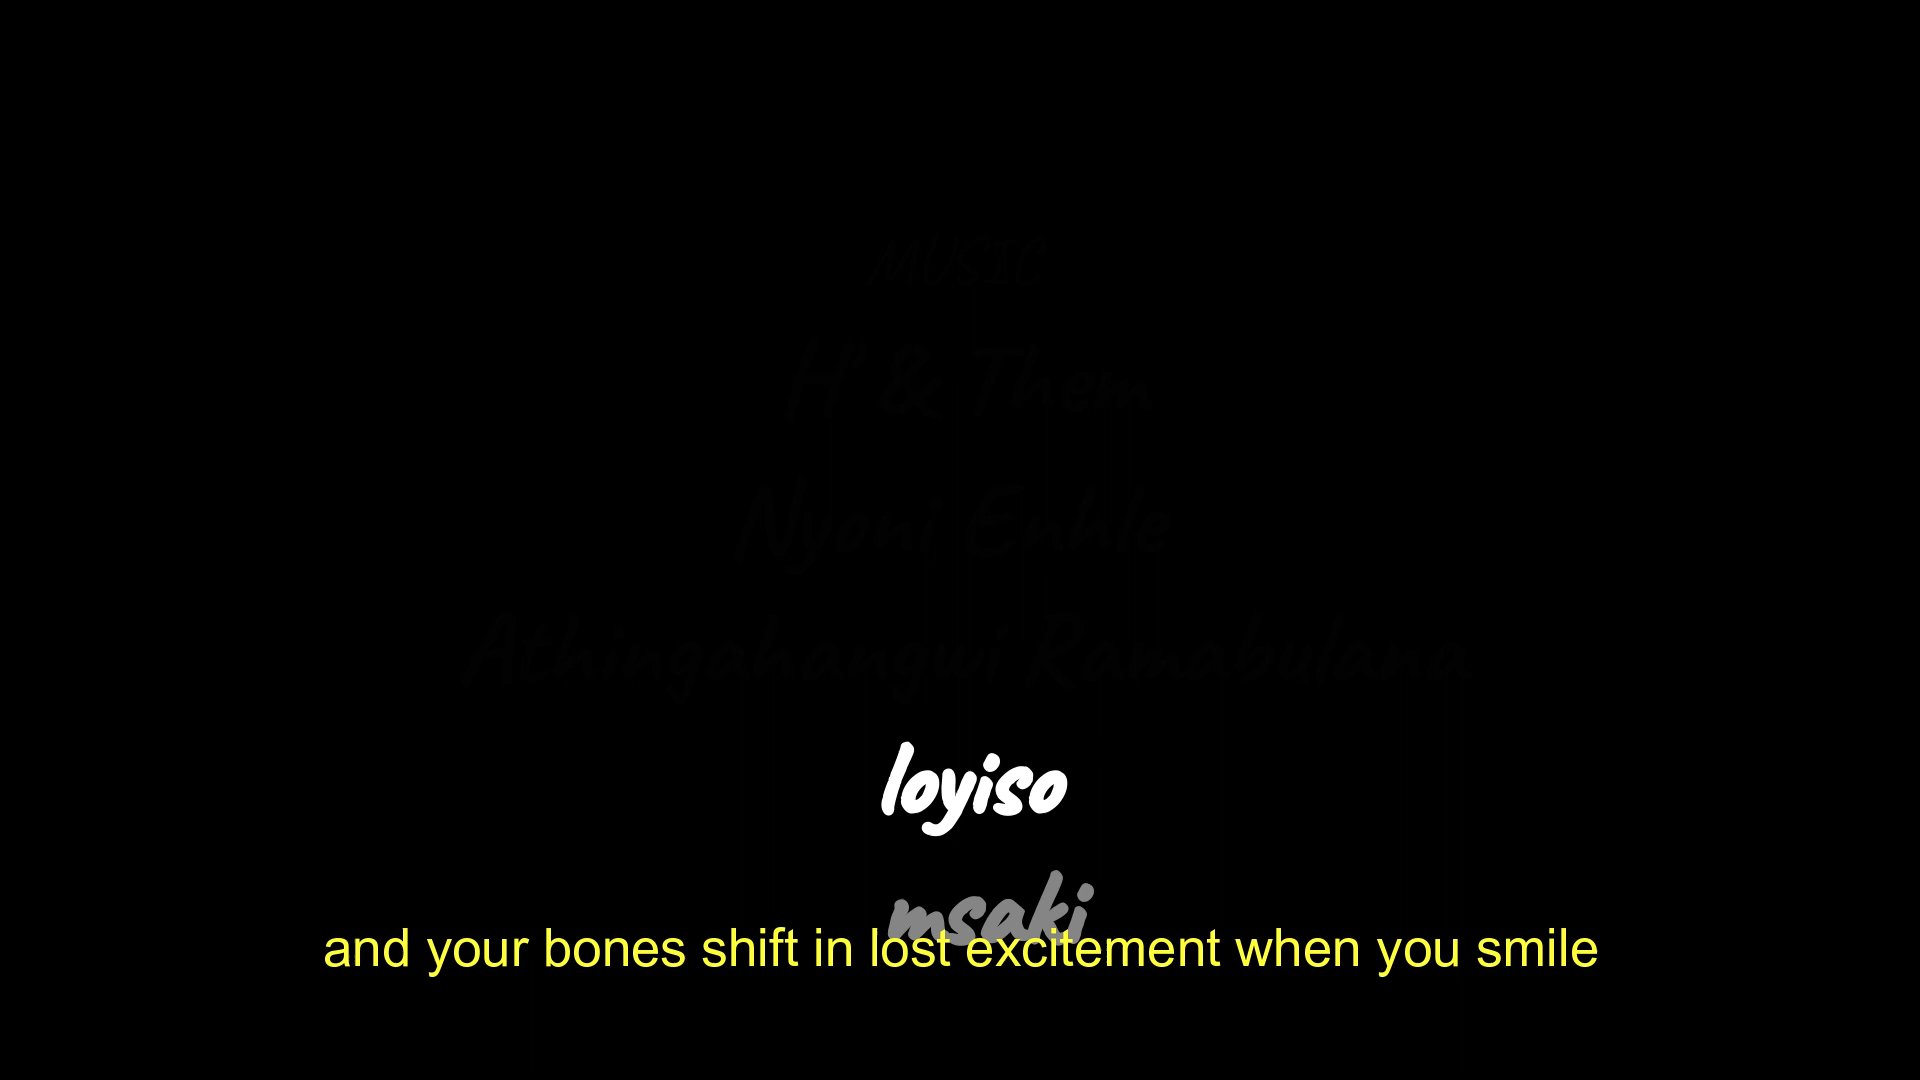 MUSIC
H' & Them
Nyoni Enhle
Athingahangwi Ramabulana
loyiso
msaki
and your bones shift in lost excitement when you smile